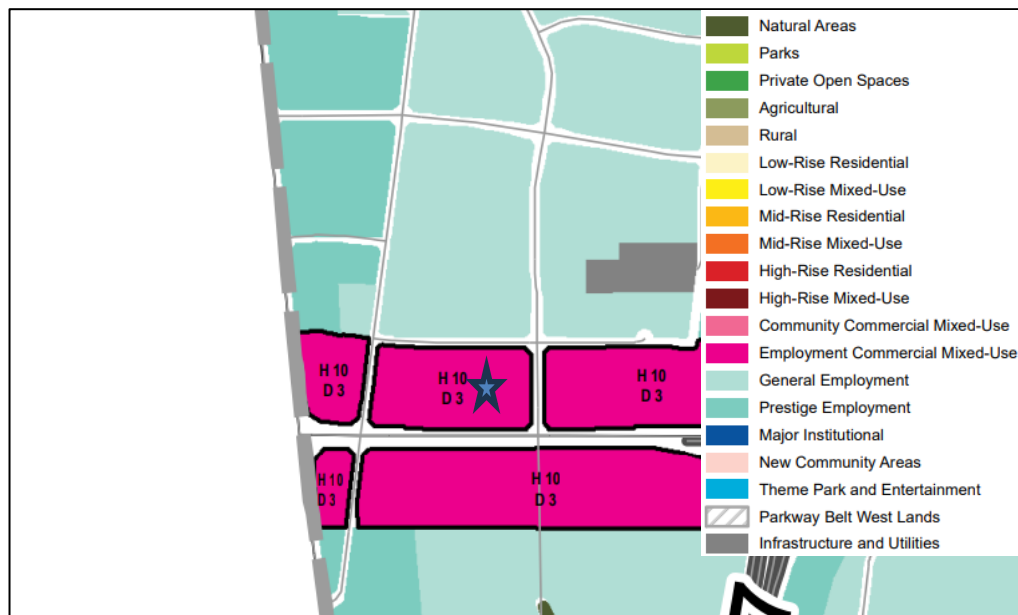 Natural Areas
Parks
Private Open Spaces
Agricultural
Rural
Low-Rise Residential
Low-Rise Mixed-Use
Mid-Rise Residential
Mid-Rise Mixed-Use
High-Rise Residential
High-Rise Mixed-Use
Community Commercial Mixed-Use
Employment Commercial Mixed-Use
General Employment
Prestige Employment
Major Institutional
New Community Areas
Theme Park and Entertainment
Parkway Belt West Lands
Infrastructure and Utilities
H 10
D 3
H 10
D 3
H 10
D 3
H 10
D 3
H 10
D 3